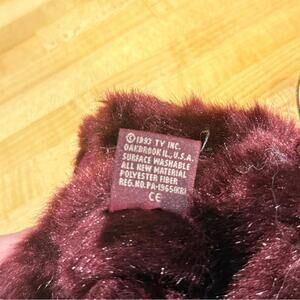 ©1993 TY INC.
OAKBROOK IL., U.S.A.
SURFACE WASHABLE
ALL NEW MATERIAL
POLYESTER FIBER
REG.NO.PA-1965(KR)
CE